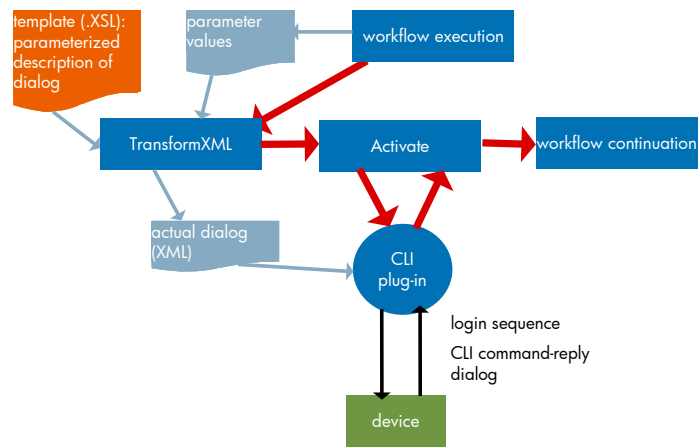 template (.XSL):
parameterized
description of
dialog
parameter
values
workflow execution
TransformXML
Activate
workflow continuation
actual dialog
(XML)
CLI
plug-in
login sequence
CLI command-reply
dialog
device